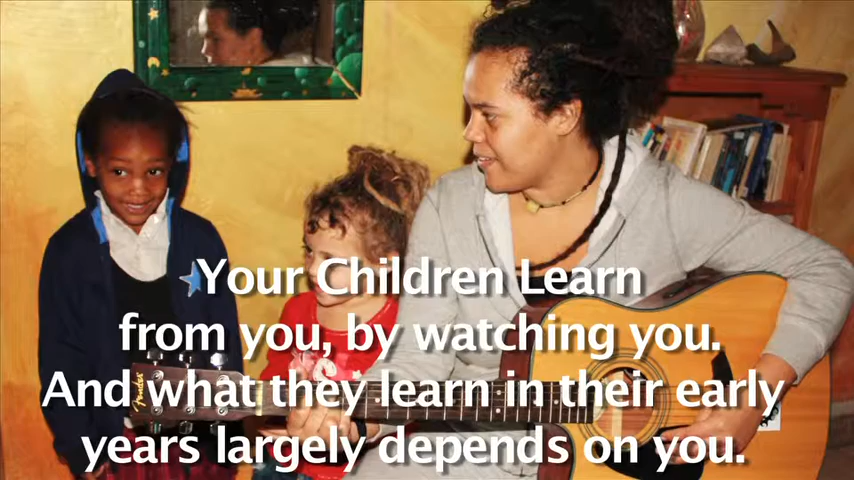 Your Children Learn
from you, by watching you.
And what they learn in their early
years largely depends on you.
Fender